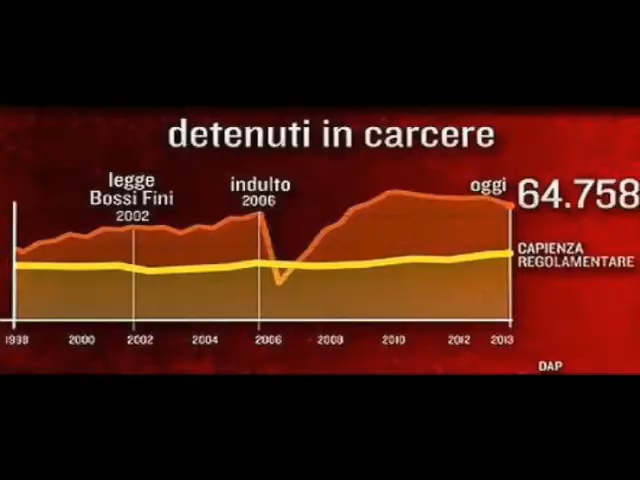 detenuti in carcere
legge
Bossi Fini
2002
indulto
2006
oggi 64.758
CAPIENZA
REGOLAMENTARE
1998 2000 2002 2004 2006 2008 2010 2012 2013
DAP